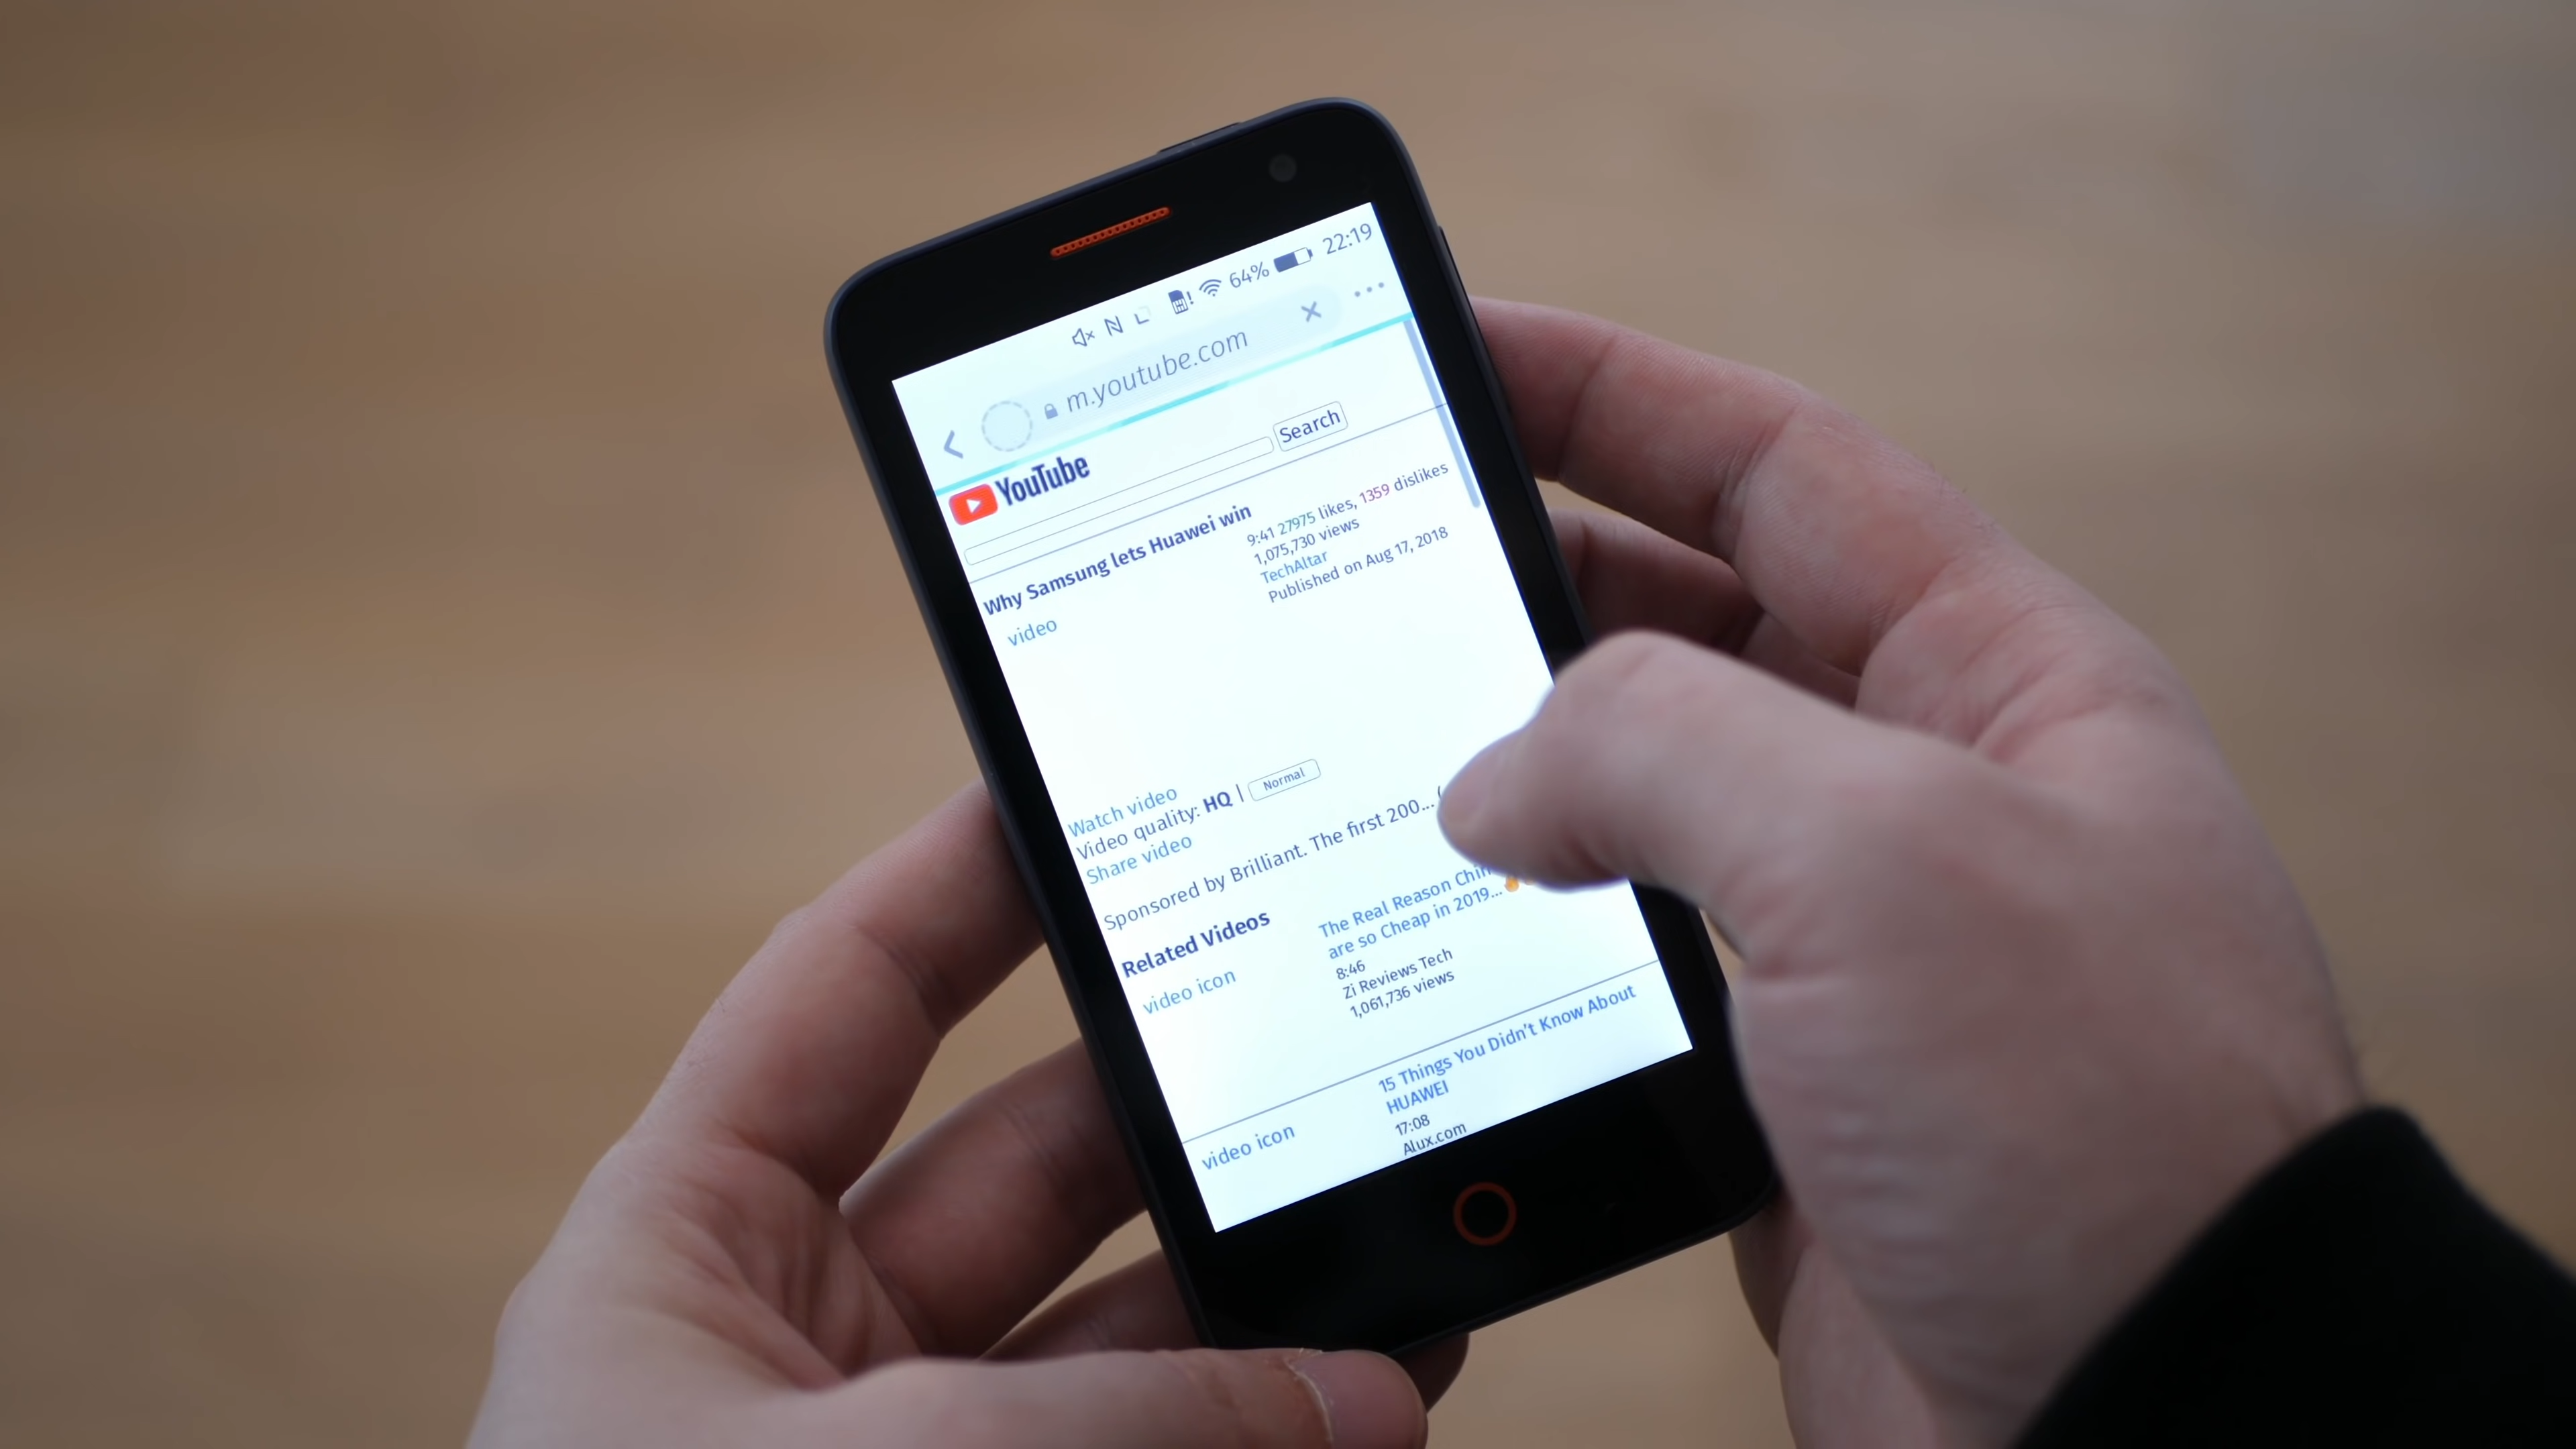 N
64%
22:19
m.youtube.com
YouTube
Search
Why Samsung lets Huawei win
9:41 27975 likes, 1359 dislikes
1,075,730 views
TechAltar
Published on Aug 17, 2018
video
Watch video
Video quality: HQ | Normal
Share video
Sponsored by Brilliant. The first 200... (
Related Videos
video icon
The Real Reason
are so Cheap in 2019...
8:46
Zi Reviews Tech
1,061,736 views
video icon
15 Things You Didn't Know About
HUAWEI
17:08
Alux.com